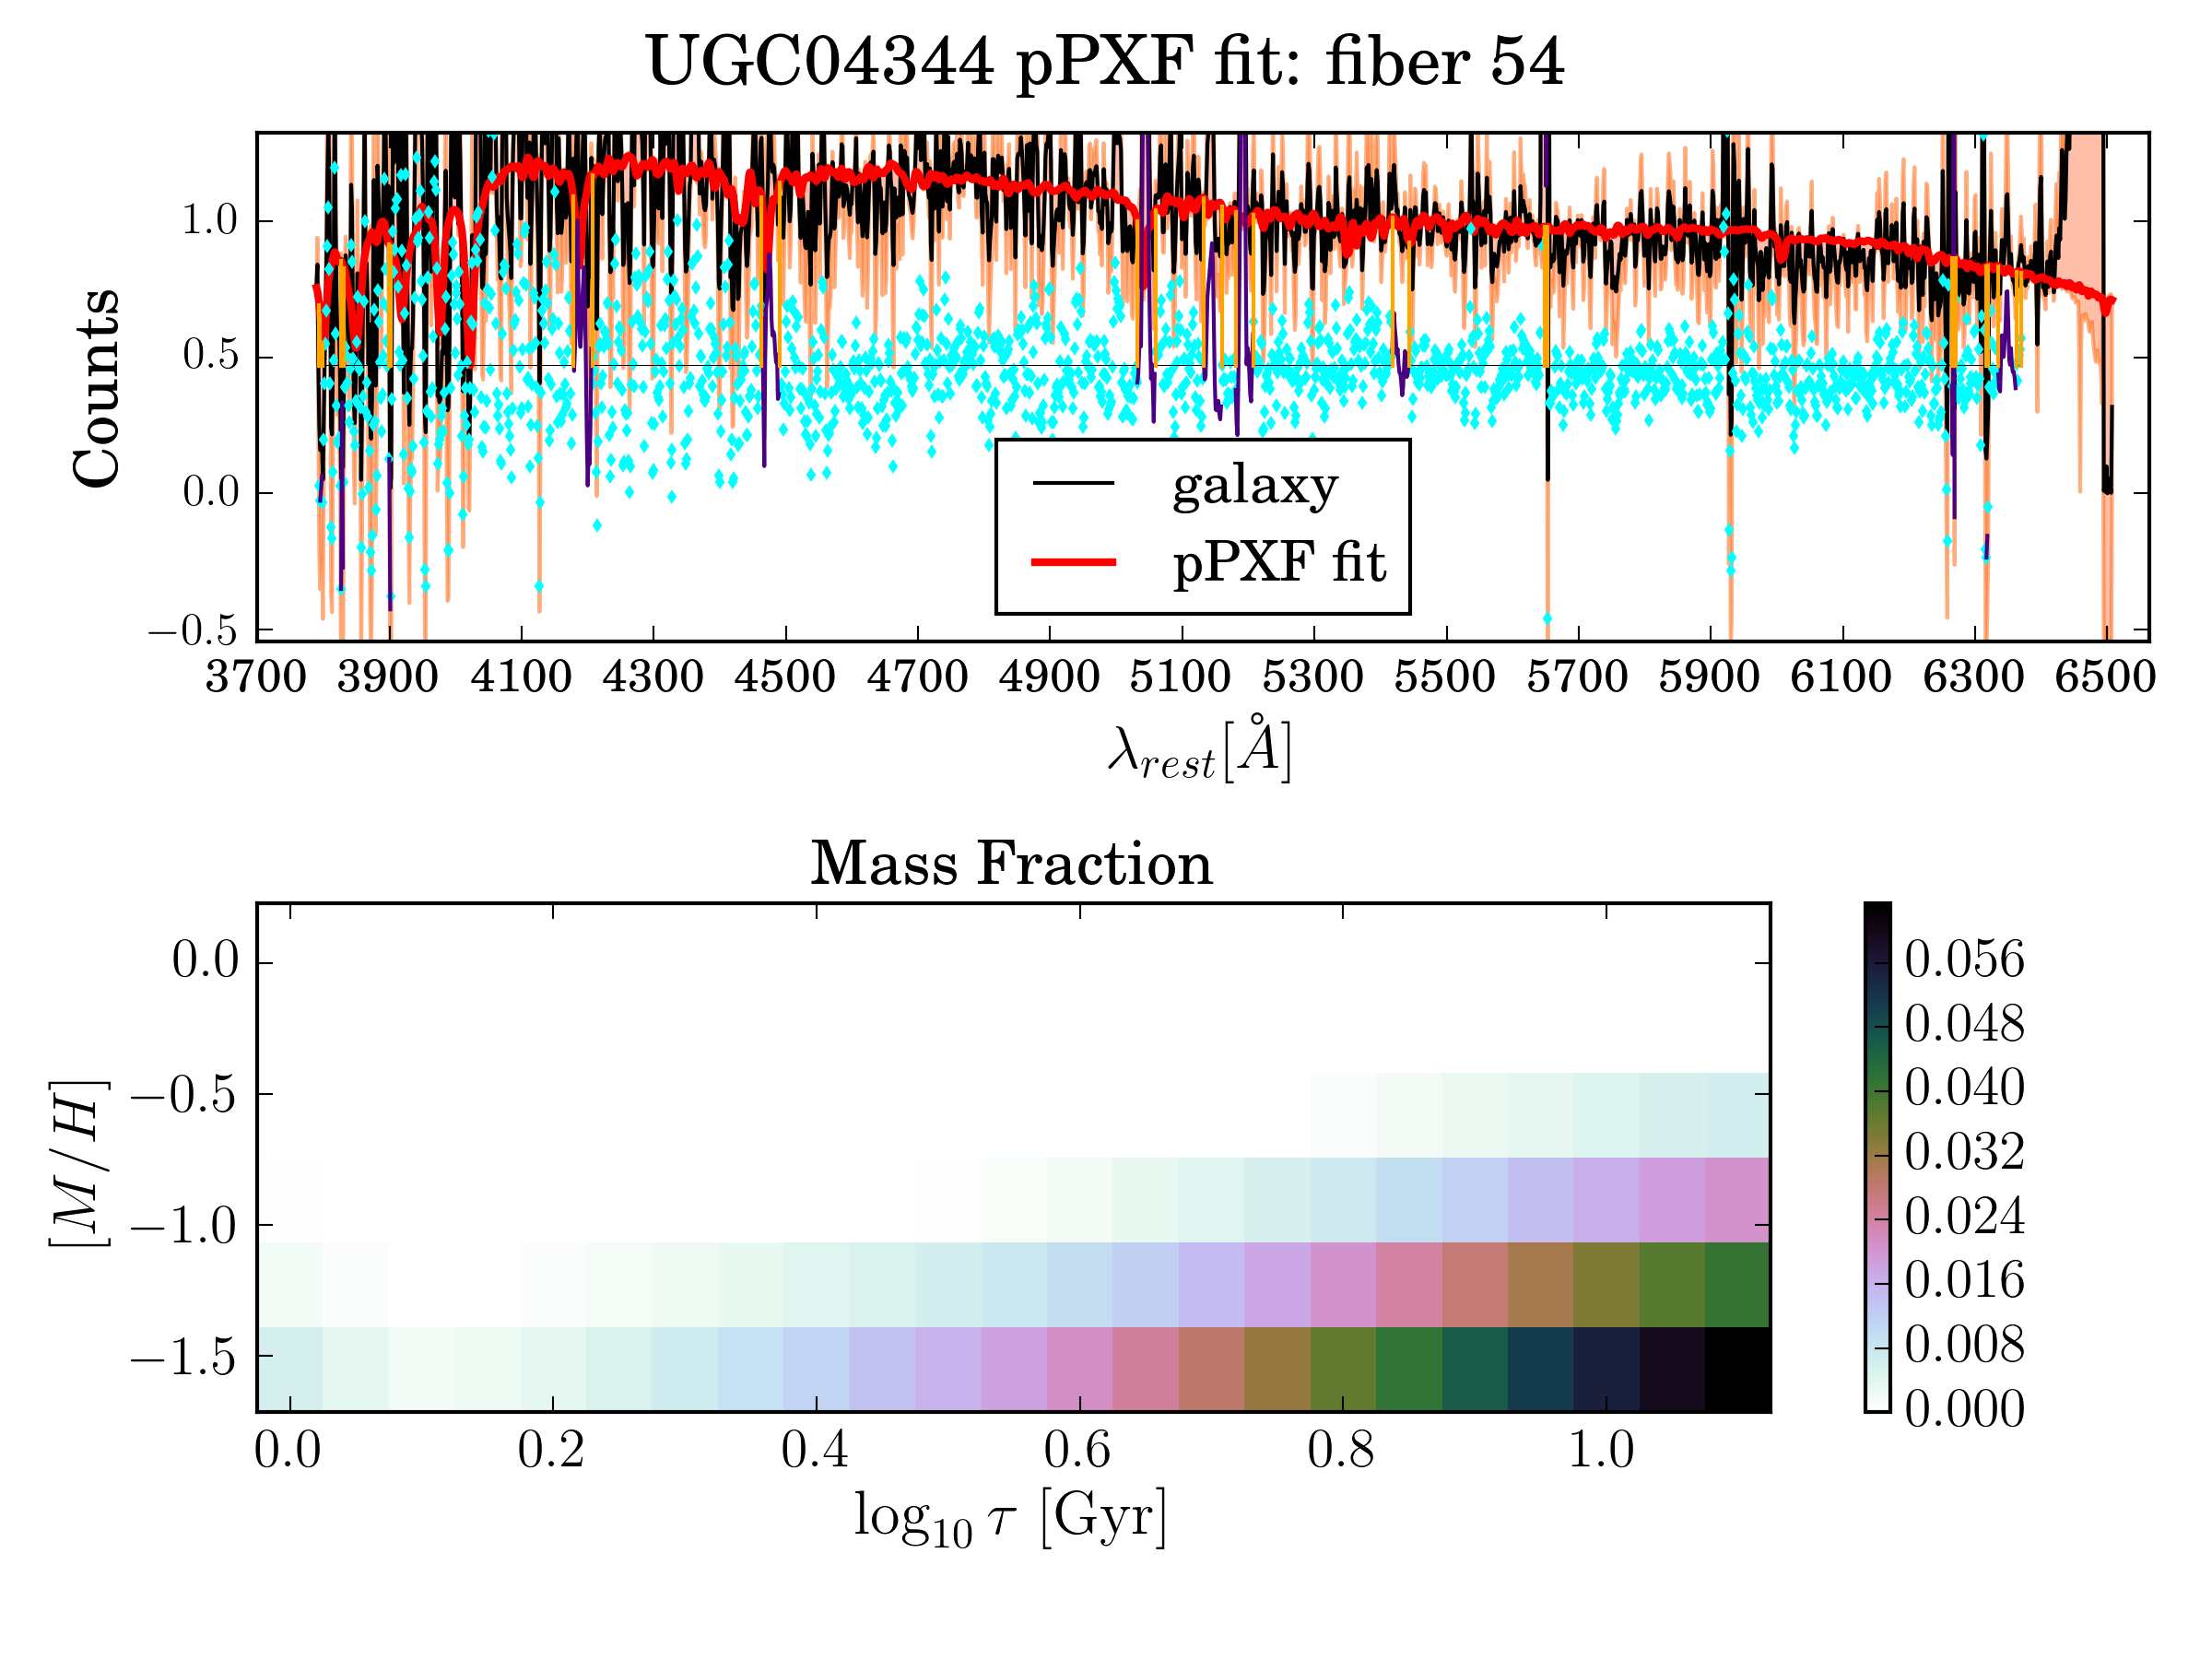 UGC04344 pPXF fit: fiber 54
Counts
1.0
0.5
0.0
−0.5
galaxy
pPXF fit
3700 3900 4100 4300 4500 4700 4900 5100 5300 5500 5700 5900 6100 6300 6500
λrest[Å]
Mass Fraction
[M/H]
0.0
−0.5
−1.0
−1.5
0.0 0.2 0.4 0.6 0.8 1.0
log10 τ [Gyr]
0.056
0.048
0.040
0.032
0.024
0.016
0.008
0.000